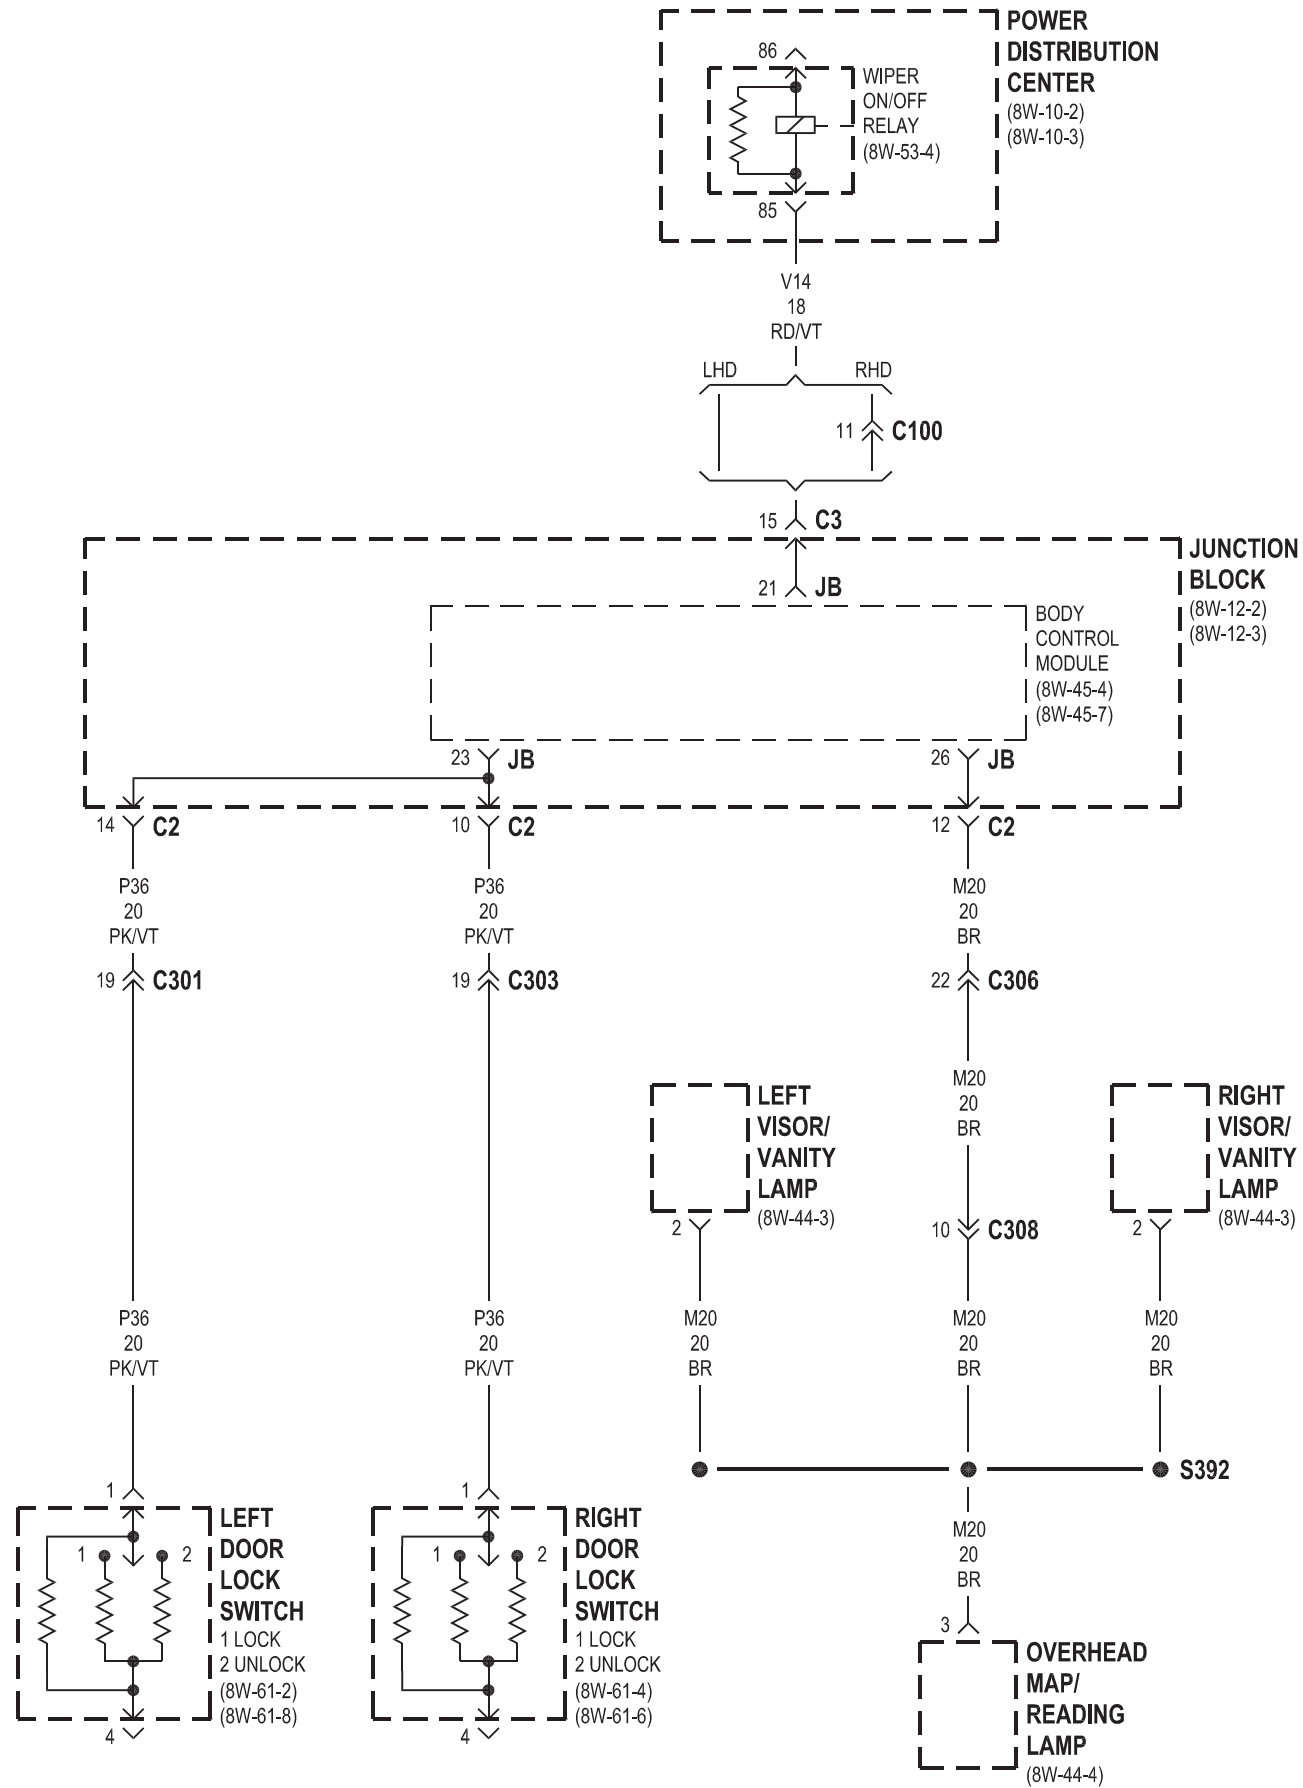 POWER
DISTRIBUTION
CENTER
(8W-10-2)
(8W-10-3)
86
WIPER
ON/OFF
RELAY
(8W-53-4)
85
V14
18
RD/VT
LHD
RHD
11
C100
15
C3
JUNCTION
BLOCK
(8W-12-2)
(8W-12-3)
21
JB
BODY
CONTROL
MODULE
(8W-45-4)
(8W-45-7)
23
JB
26
JB
14
C2
10
C2
12
C2
P36
20
PK/VT
P36
20
PK/VT
M20
20
BR
19
C301
19
C303
22
C306
M20
20
BR
LEFT
VISOR/
VANITY
LAMP
(8W-44-3)
2
RIGHT
VISOR/
VANITY
LAMP
(8W-44-3)
2
10
C308
P36
20
PK/VT
P36
20
PK/VT
M20
20
BR
M20
20
BR
M20
20
BR
S392
1
LEFT
DOOR
LOCK
SWITCH
1 LOCK
2 UNLOCK
(8W-61-2)
(8W-61-8)
1
2
4
1
RIGHT
DOOR
LOCK
SWITCH
1 LOCK
2 UNLOCK
(8W-61-4)
(8W-61-6)
1
2
4
M20
20
BR
3
OVERHEAD
MAP/
READING
LAMP
(8W-44-4)